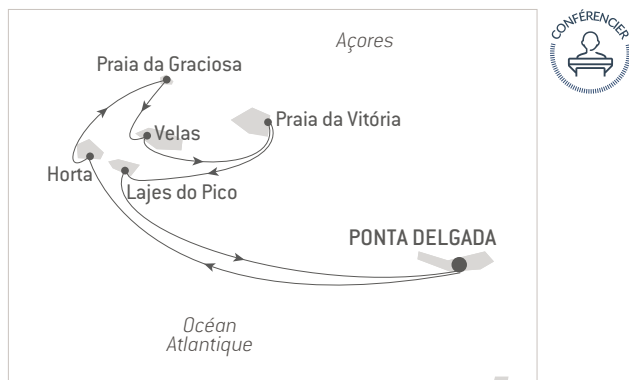 Açores
CONFÉRENCIER
Praia da Graciosa
Praia da Vitória
Velas
Horta
Lajes do Pico
PONTA DELGADA
Océan
Atlantique